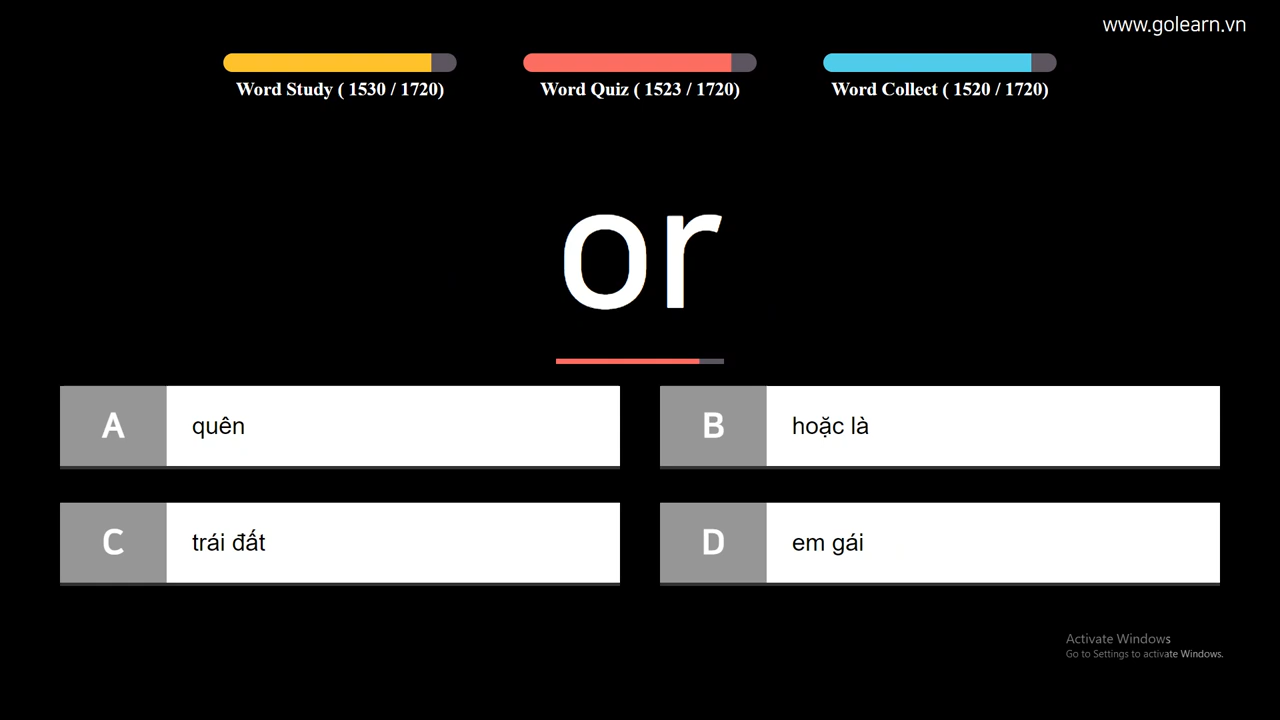 www.golearn.vn
Word Study ( 1530 / 1720)
Word Quiz ( 1523 / 1720)
Word Collect ( 1520 / 1720)
or
A quên
B hoặc là
C trái đất
D em gái
Activate Windows
Go to Settings to activate Windows.